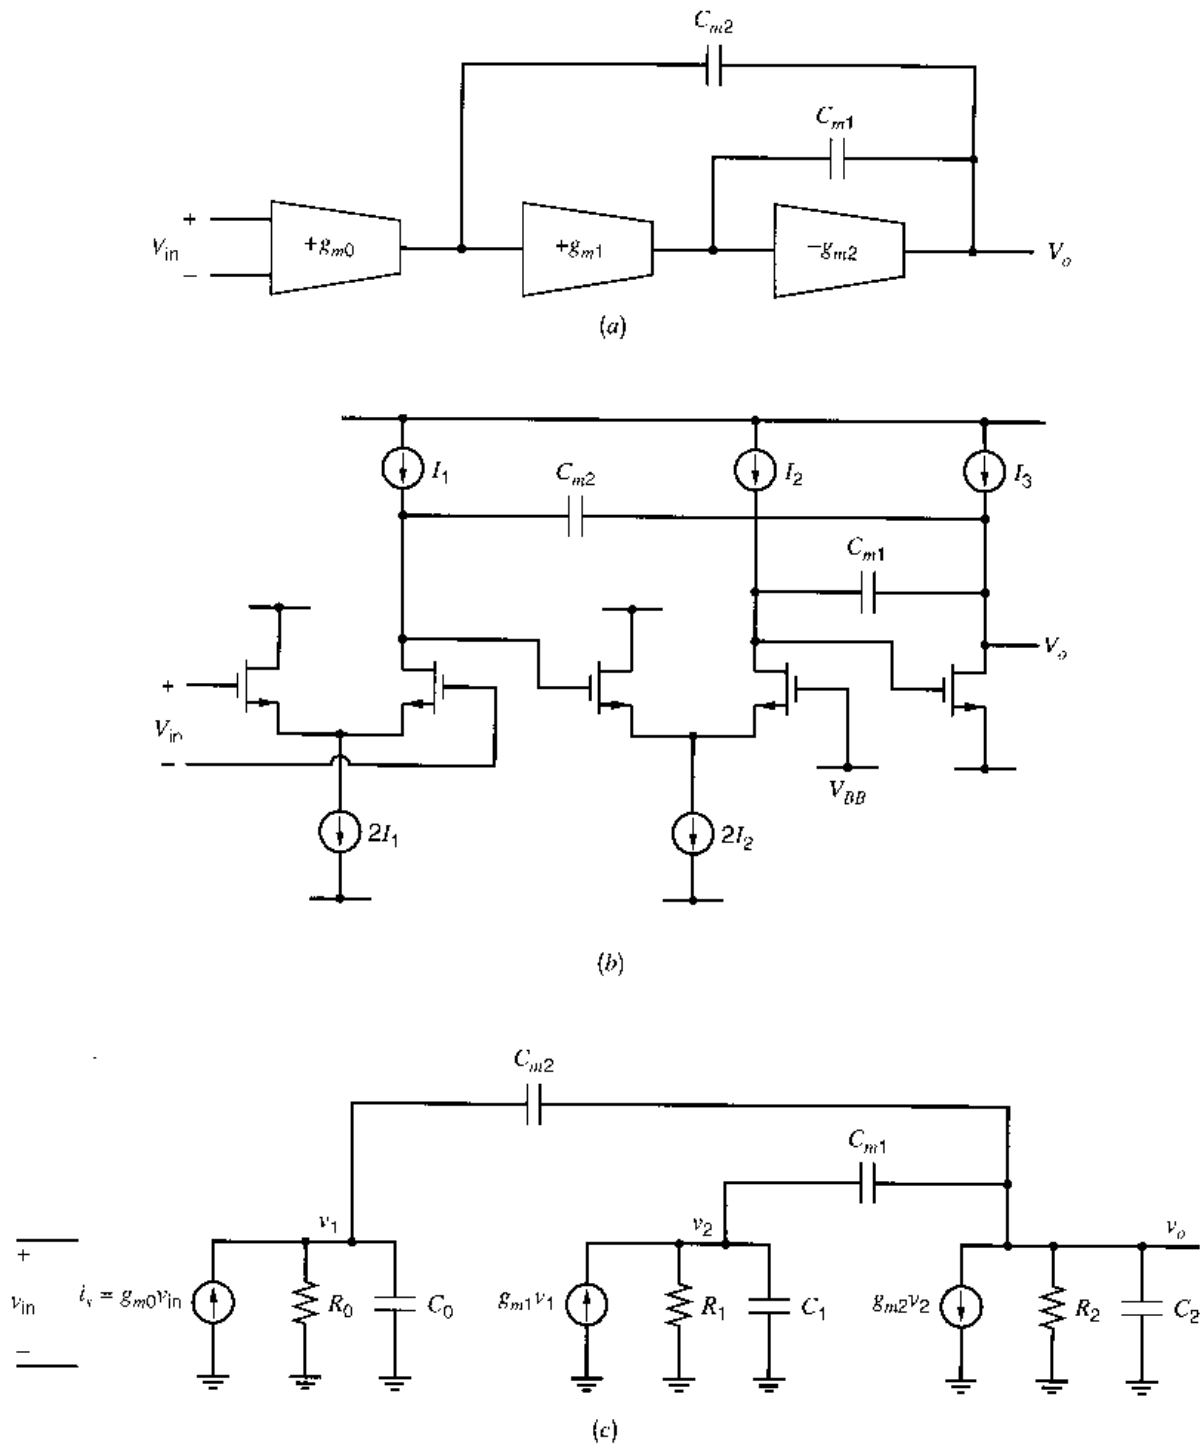 C_{m2}
C_{m1}
+
V_{in}
−
+g_{m0}
+g_{m1}
−g_{m2}
V_o
(a)
I_1
C_{m2}
I_2
I_3
C_{m1}
+
V_{in}
−
V_o
V_{BB}
2I_1
2I_2
(b)
C_{m2}
C_{m1}
v_1
v_2
v_o
+
v_{in}
−
i_s = g_{m0}v_{in}
R_0
C_0
g_{m1}v_1
R_1
C_1
g_{m2}v_2
R_2
C_2
(c)